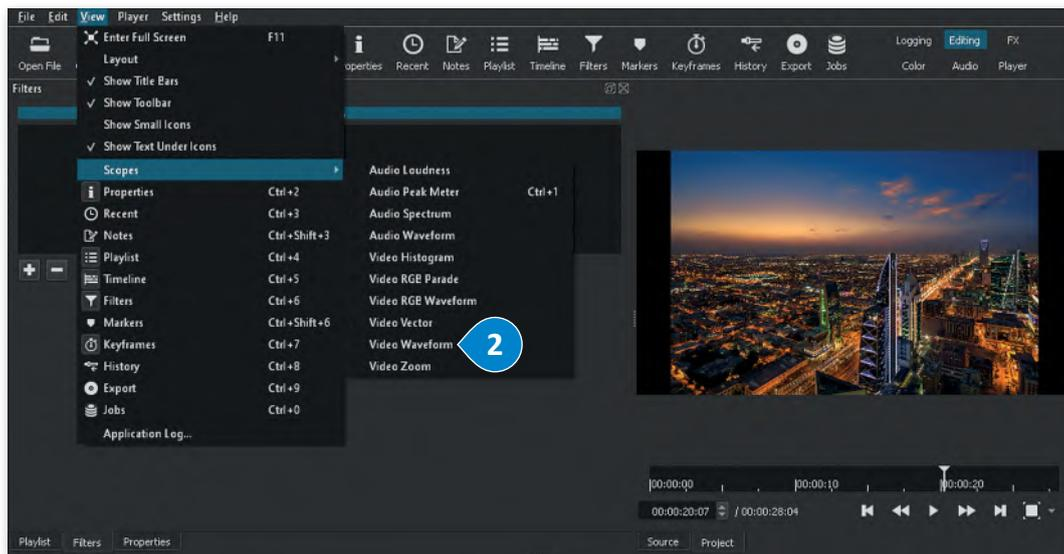 File Edit View Player Settings Help
Open File
Properties Recent Notes Playlist Timeline Filters Markers Keyframes History Export Jobs
Logging Editing FX
Color Audio Player
Filters
Enter Full Screen F11
Layout
✓ Show Title Bars
✓ Show Toolbar
Show Small Icons
✓ Show Text Under Icons
Scopes
Properties Ctrl+2
Recent Ctrl+3
Notes Ctrl+Shift+3
Playlist Ctrl+4
Timeline Ctrl+5
Filters Ctrl+6
Markers Ctrl+Shift+6
Keyframes Ctrl+7
History Ctrl+8
Export Ctrl+9
Jobs Ctrl+0
Application Log...
Audio Loudness
Audio Peak Meter Ctrl+1
Audio Spectrum
Audio Waveform
Video Histogram
Video RGB Parade
Video RGB Waveform
Video Vector
Video Waveform 2
Video Zoom
00:00:00 00:00:10 00:00:20
00:00:20:07 / 00:00:28:04
Playlist Filters Properties
Source Project